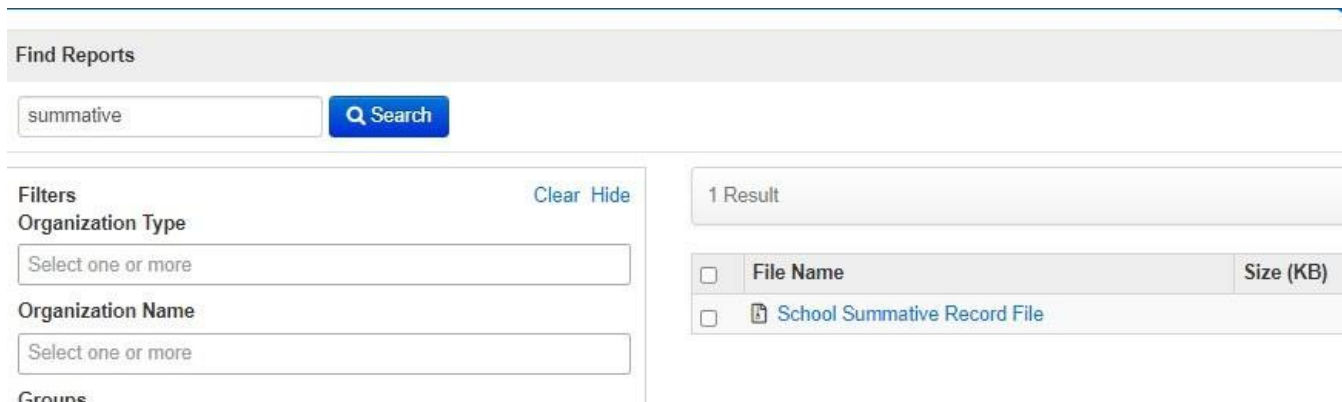 Find Reports
summative
Search
Filters
Clear Hide
Organization Type
Select one or more
Organization Name
Select one or more
Groups
1 Result
File Name
Size (KB)
School Summative Record File